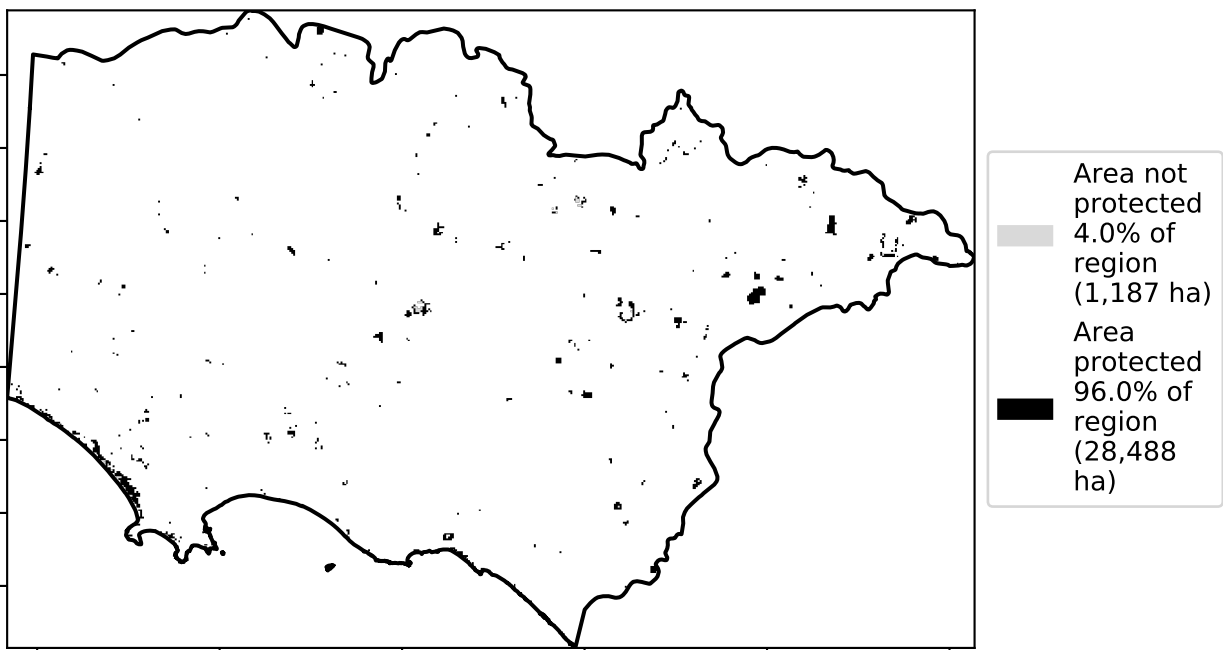 Area not
protected
4.0% of
region
(1,187 ha)
Area
protected
96.0% of
region
(28,488
ha)